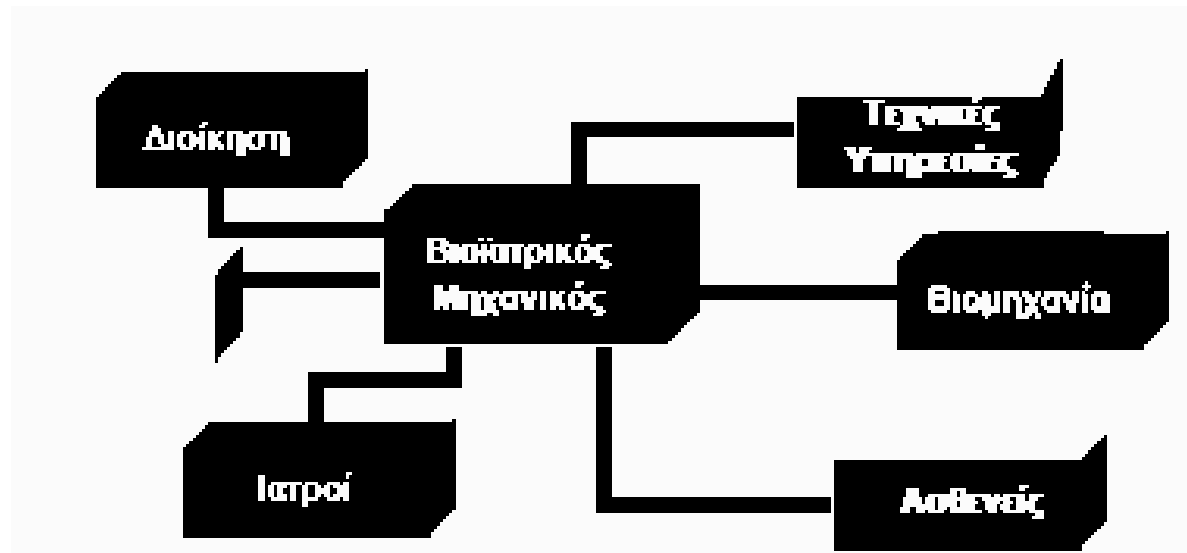 Διοίκηση
Τεχνικές
Υπηρεσίες
Βιοϊατρικός
Μηχανικός
Βιομηχανία
Ιατροί
Ασθενείς